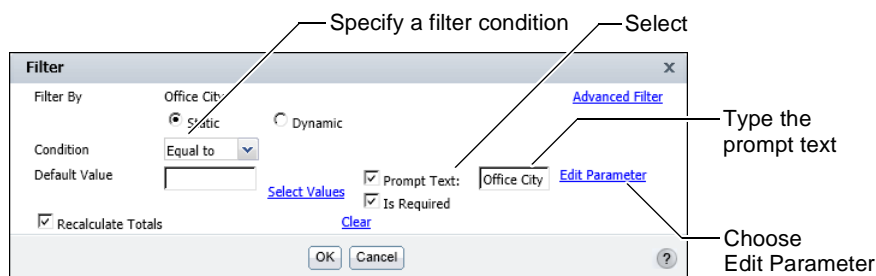 Specify a filter condition Select
Filter x
Filter By Office City Advanced Filter
Static Dynamic
Type the
prompt text
Condition Equal to
Default Value Select Values Prompt Text: Office City Edit Parameter
Is Required
Recalculate Totals Clear
OK Cancel ?
Choose
Edit Parameter